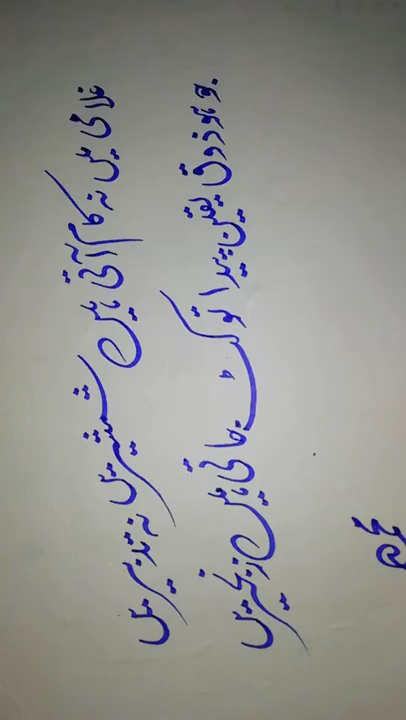 غلامی میں نہ کام آتی ہیں شمشیریں نہ تدبیریں
جو ہو ذوق یقیں پیدا تو کٹ جاتی ہیں زنجیریں